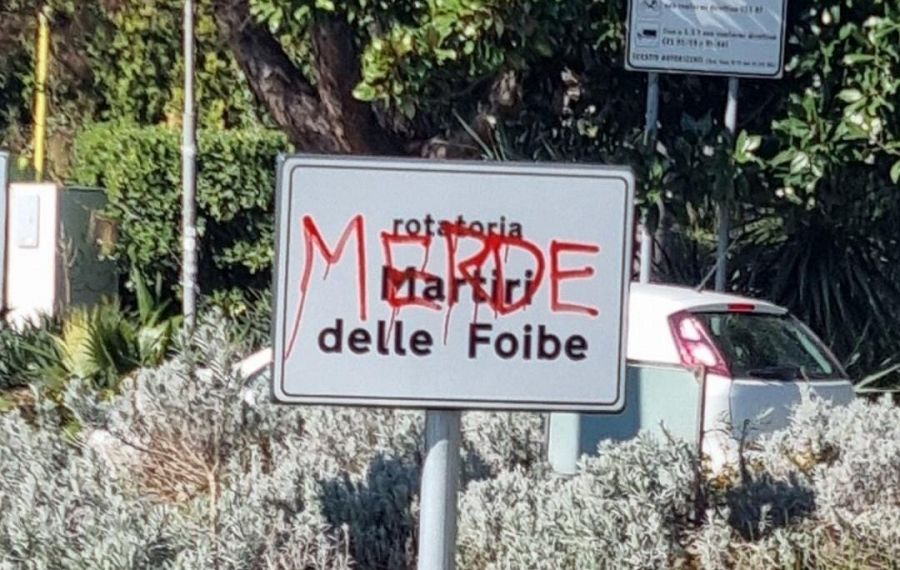 rotatoria
MERDE
Martiri
delle Foibe